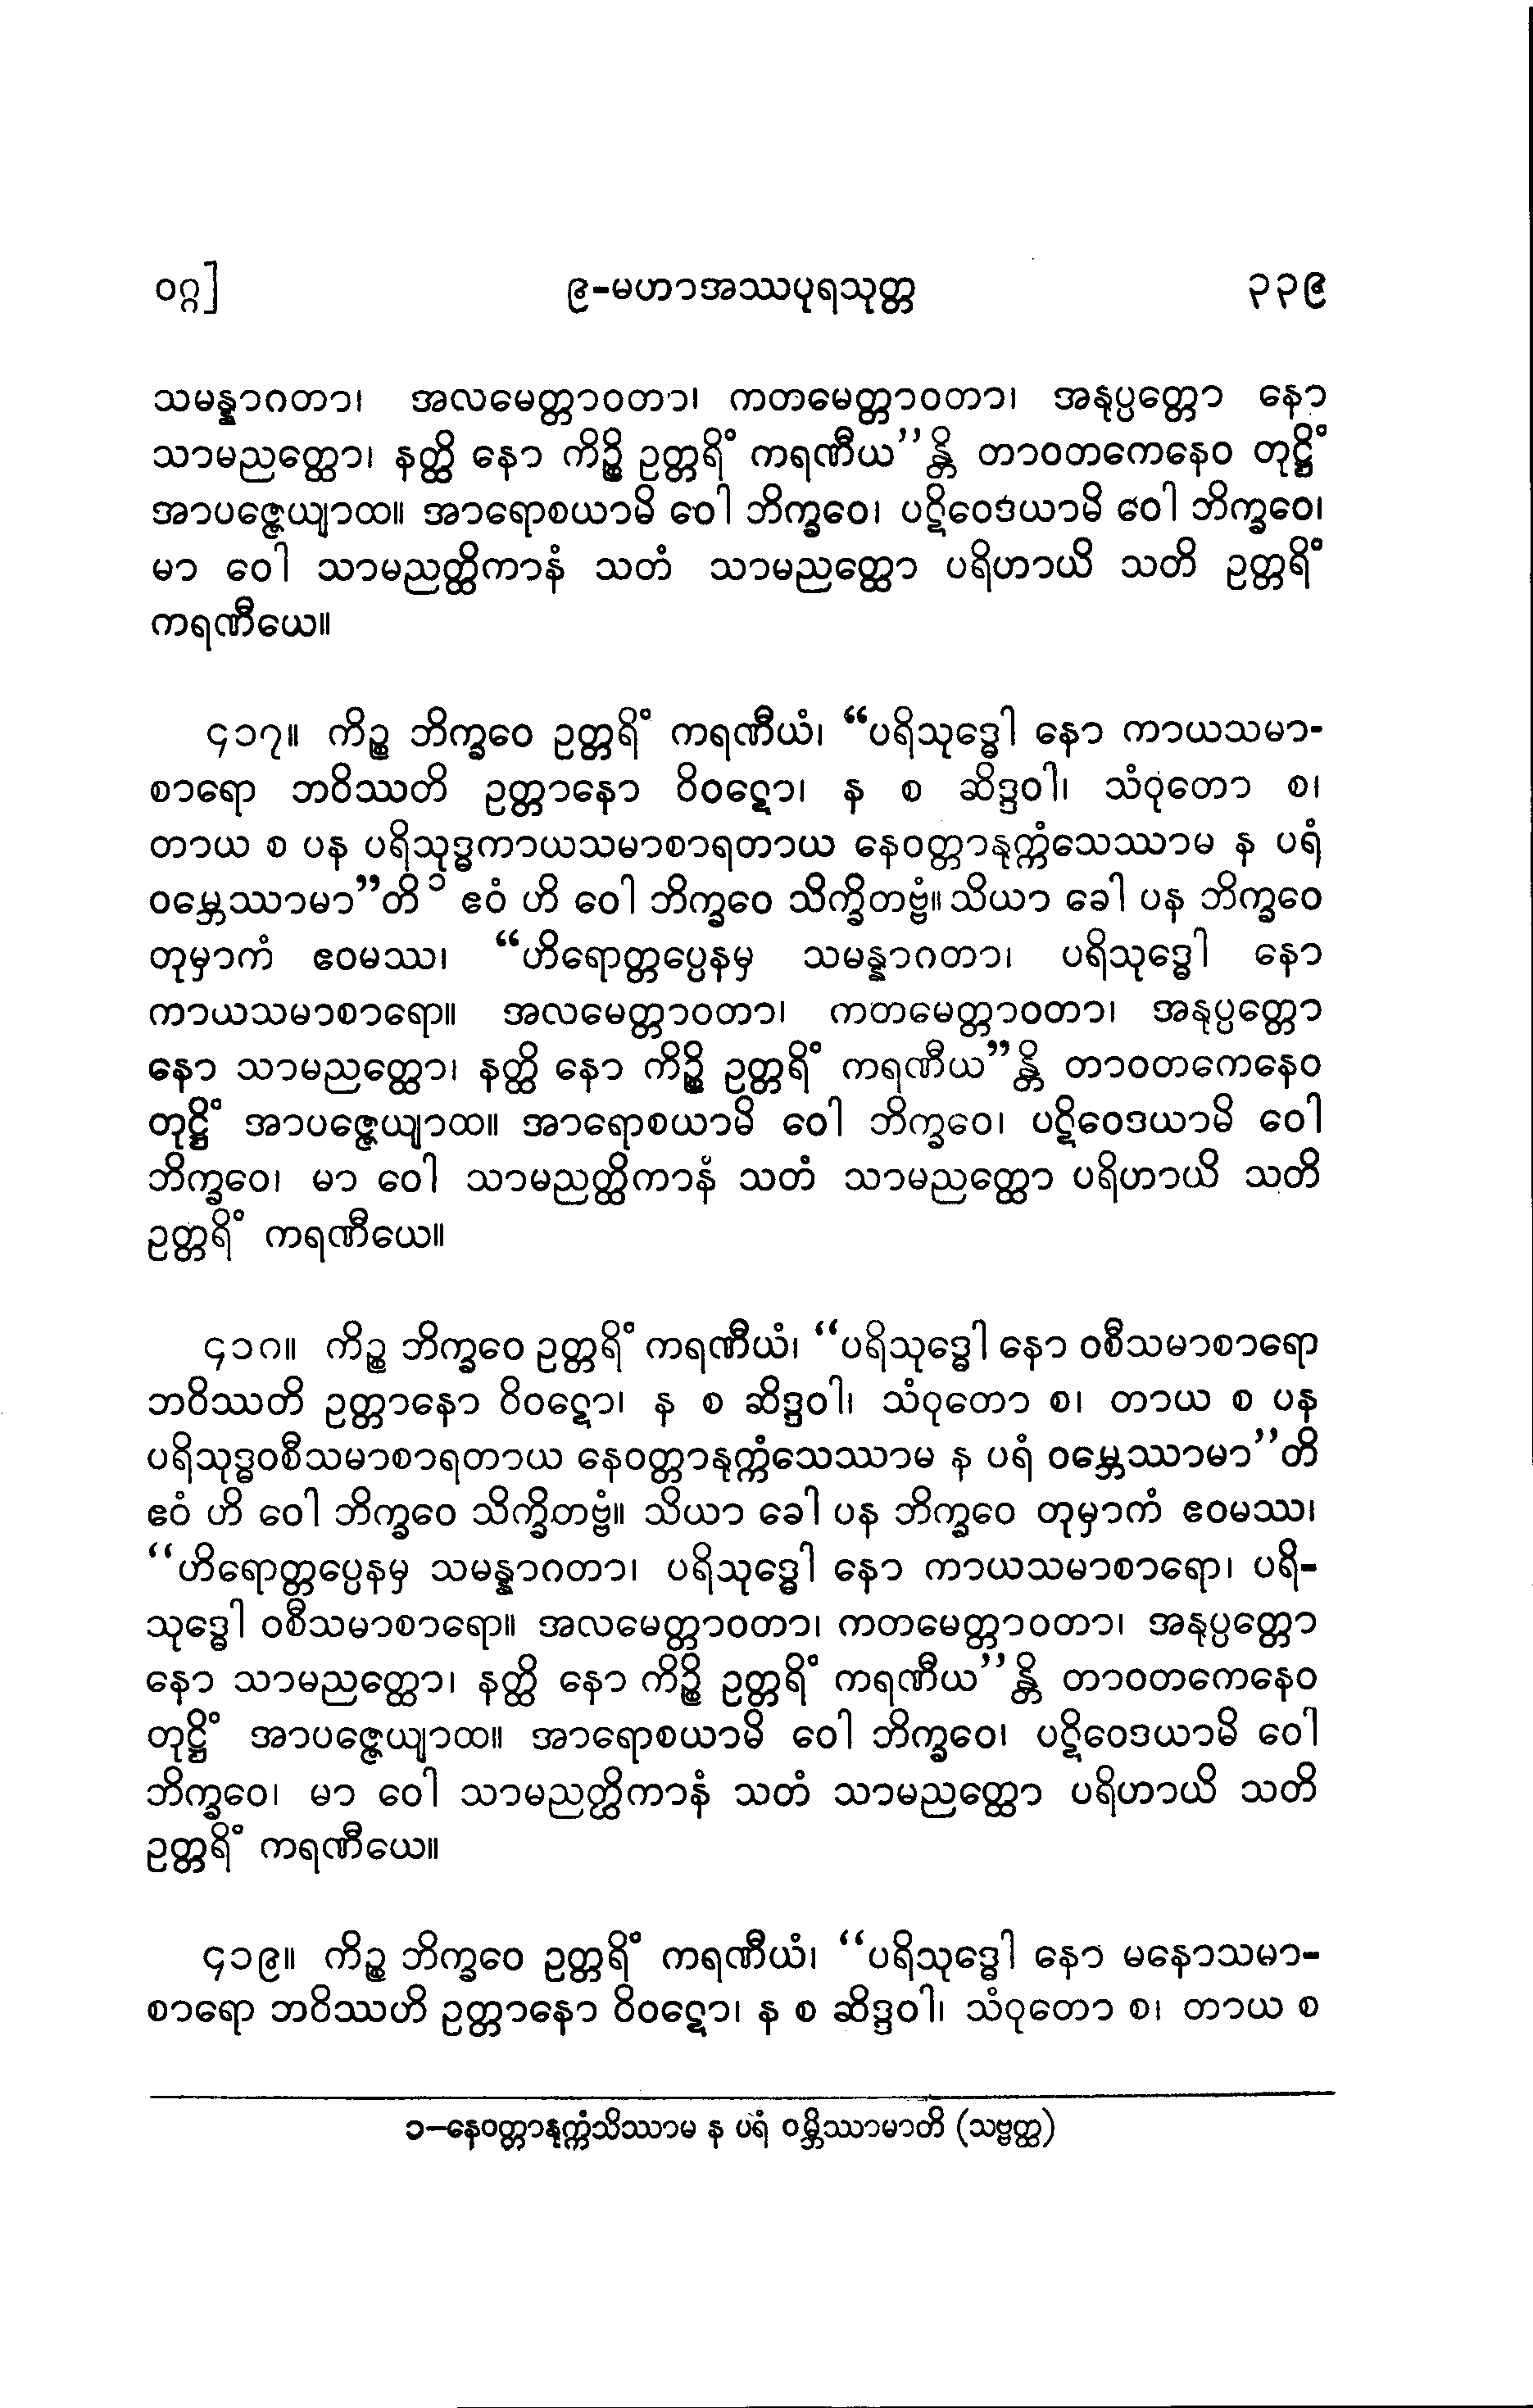 ဝဂ္ဂ] ၉-မဟာအဿပုရသုတ္တ ၃၃၉
သမန္နာဂတာ၊ အလမေတ္တာဝတာ၊ ကတမေတ္တာဝတာ၊ အနုပ္ပတ္တော နော
သာမညတ္ထော၊ နတ္ထိ နော ကိဉ္စိ ဥတ္တရိံ ကရဏီယ”န္တိ တာဝတကေနေဝ တုဋ္ဌိံ
အာပဇ္ဇေယျာထ။ အာရောစယာမိ ဝေါ ဘိက္ခဝေ၊ ပဋိဝေဒယာမိ ဝေါ ဘိက္ခဝေ၊
မာ ဝေါ သာမညတ္ထိကာနံ သတံ သာမညတ္ထော ပရိဟာယိ သတိ ဥတ္တရိံ
ကရဏီယေ။
၄၁၇။ ကိဉ္စ ဘိက္ခဝေ ဥတ္တရိံ ကရဏီယံ၊ “ပရိသုဒ္ဓေါ နော ကာယသမာ-
စာရော ဘဝိဿတိ ဥတ္တာနော ဝိဝဋော၊ န စ ဆိဒ္ဒဝါ၊ သံဝုတော စ၊
တာယ စ ပန ပရိသုဒ္ဓကာယသမာစာရတာယ နေဝတ္တာနုက္ကံသေဿာမ န ပရံ
ဝမ္ဘေဿာမာ”တိ ၁ ဧဝံ ဟိ ဝေါ ဘိက္ခဝေ သိက္ခိတဗ္ဗံ။ သိယာ ခေါ ပန ဘိက္ခဝေ
တုမှာကံ ဧဝမဿ၊ “ဟိရောတ္တပ္ပေနမှ သမန္နာဂတာ၊ ပရိသုဒ္ဓေါ နော
ကာယသမာစာရော။ အလမေတ္တာဝတာ၊ ကတမေတ္တာဝတာ၊ အနုပ္ပတ္တော
နော သာမညတ္ထော၊ နတ္ထိ နော ကိဉ္စိ ဥတ္တရိံ ကရဏီယ”န္တိ တာဝတကေနေဝ
တုဋ္ဌိံ အာပဇ္ဇေယျာထ။ အာရောစယာမိ ဝေါ ဘိက္ခဝေ၊ ပဋိဝေဒယာမိ ဝေါ
ဘိက္ခဝေ၊ မာ ဝေါ သာမညတ္ထိကာနံ သတံ သာမညတ္ထော ပရိဟာယိ သတိ
ဥတ္တရိံ ကရဏီယေ။
၄၁၈။ ကိဉ္စ ဘိက္ခဝေ ဥတ္တရိံ ကရဏီယံ၊ “ပရိသုဒ္ဓေါ နော ဝစီသမာစာရော
ဘဝိဿတိ ဥတ္တာနော ဝိဝဋော၊ န စ ဆိဒ္ဒဝါ၊ သံဝုတော စ၊ တာယ စ ပန
ပရိသုဒ္ဓဝစီသမာစာရတာယ နေဝတ္တာနုက္ကံသေဿာမ န ပရံ ဝမ္ဘေဿာမာ”တိ
ဧဝံ ဟိ ဝေါ ဘိက္ခဝေ သိက္ခိတဗ္ဗံ။ သိယာ ခေါ ပန ဘိက္ခဝေ တုမှာကံ ဧဝမဿ၊
“ဟိရောတ္တပ္ပေနမှ သမန္နာဂတာ၊ ပရိသုဒ္ဓေါ နော ကာယသမာစာရော၊ ပရိ-
သုဒ္ဓေါ ဝစီသမာစာရော။ အလမေတ္တာဝတာ၊ ကတမေတ္တာဝတာ၊ အနုပ္ပတ္တော
နော သာမညတ္ထော၊ နတ္ထိ နော ကိဉ္စိ ဥတ္တရိံ ကရဏီယ”န္တိ တာဝတကေနေဝ
တုဋ္ဌိံ အာပဇ္ဇေယျာထ။ အာရောစယာမိ ဝေါ ဘိက္ခဝေ၊ ပဋိဝေဒယာမိ ဝေါ
ဘိက္ခဝေ၊ မာ ဝေါ သာမညတ္ထိကာနံ သတံ သာမညတ္ထော ပရိဟာယိ သတိ
ဥတ္တရိံ ကရဏီယေ။
၄၁၉။ ကိဉ္စ ဘိက္ခဝေ ဥတ္တရိံ ကရဏီယံ၊ “ပရိသုဒ္ဓေါ နော မနောသမာ-
စာရော ဘဝိဿဟိ ဥတ္တာနော ဝိဝဋော၊ န စ ဆိဒ္ဒဝါ၊ သံဝုတော စ၊ တာယ စ
၁-နေဝတ္တာနုက္ကံသိဿာမ န ပရံ ဝမ္ဘိဿာမာတိ (သဗ္ဗတ္ထ)